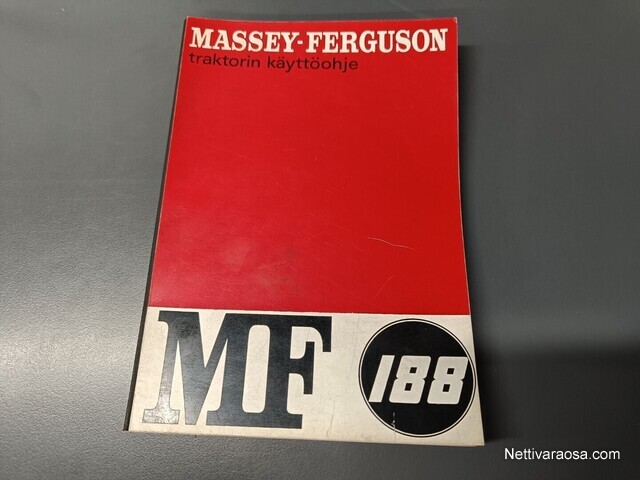 MASSEY-FERGUSON
traktorin käyttöohje
MF 188
Nettivaraosa.com